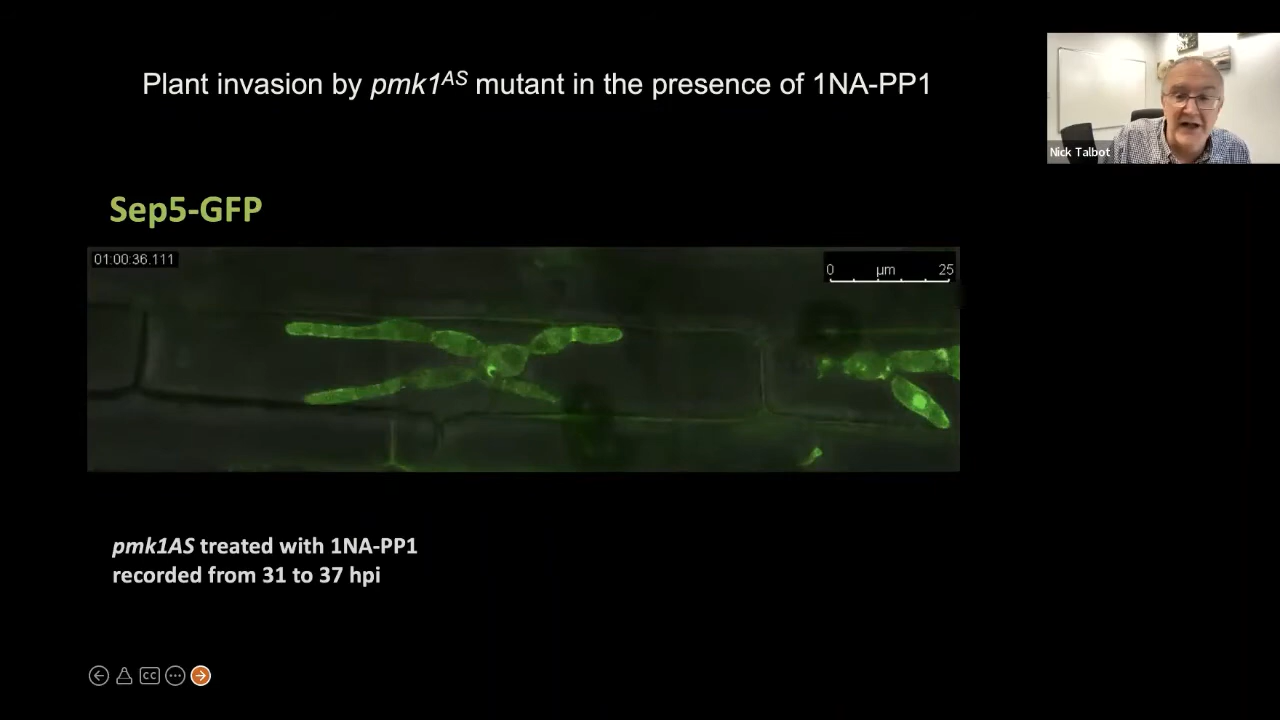 Plant invasion by pmk1ᴬˢ mutant in the presence of 1NA-PP1
Nick Talbot
Sep5-GFP
01:00:36.111
0 µm 25
pmk1AS treated with 1NA-PP1
recorded from 31 to 37 hpi
CC